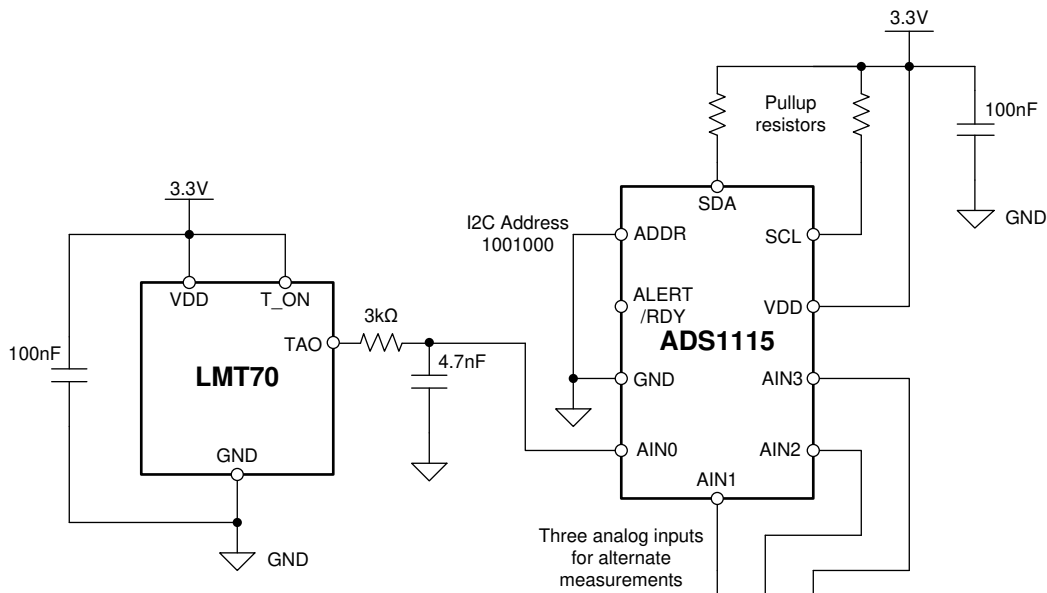 3.3V
Pullup
resistors
100nF
3.3V
SDA
GND
I2C Address
1001000
ADDR
SCL
VDD
T_ON
ALERT
/RDY
VDD
3kΩ
TAO
ADS1115
100nF
4.7nF
LMT70
GND
AIN3
GND
AIN0
AIN2
AIN1
Three analog inputs
for alternate
measurements
GND